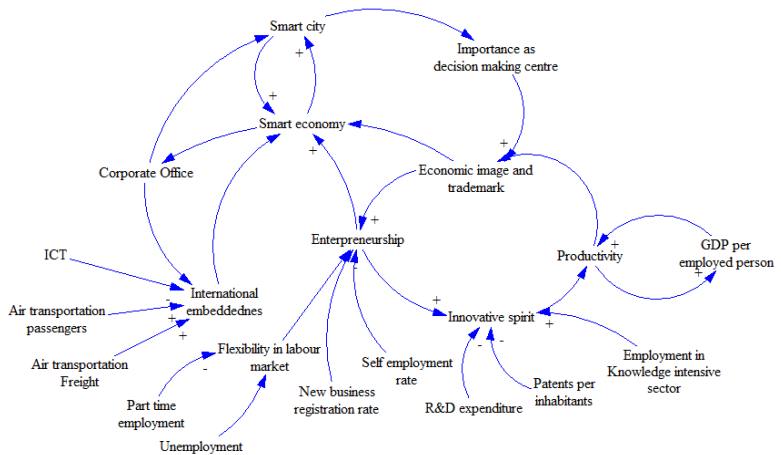 Smart city
Importance as
decision making centre
+
+
Smart economy
+
+
Corporate Office
Economic image and
trademark
+
Enterpreneurship
ICT
-
Productivity
+
GDP per
employed person
+
International
embeddednes
-
+
+
Air transportation
passengers
+
Innovative spirit
+
Air transportation
Freight
Flexibility in labour
market
-
Self employment
rate
-
-
Employment in
Knowledge intensive
sector
Part time
employment
New business
registration rate
R&D expenditure
Patents per
inhabitants
Unemployment